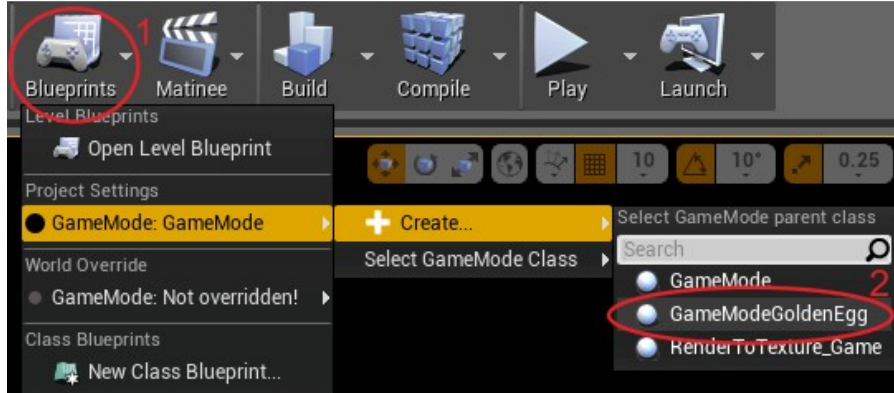 1
Blueprints Matinee Build Compile Play Launch
Level Blueprints
Open Level Blueprint
10 10° 0.25
Project Settings
GameMode: GameMode Create... Select GameMode parent class
World Override Select GameMode Class Search
GameMode: Not overridden! GameMode 2
GameModeGoldenEgg
Class Blueprints RenderToTexture_Game
New Class Blueprint...